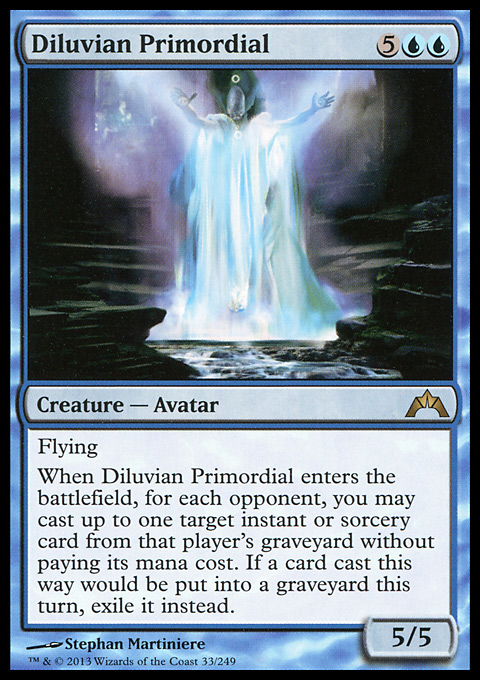 Diluvian Primordial 5
Creature — Avatar
Flying
When Diluvian Primordial enters the
battlefield, for each opponent, you may
cast up to one target instant or sorcery
card from that player's graveyard without
paying its mana cost. If a card cast this
way would be put into a graveyard this
turn, exile it instead.
5/5
Stephan Martiniere
™ & © 2013 Wizards of the Coast 33/249